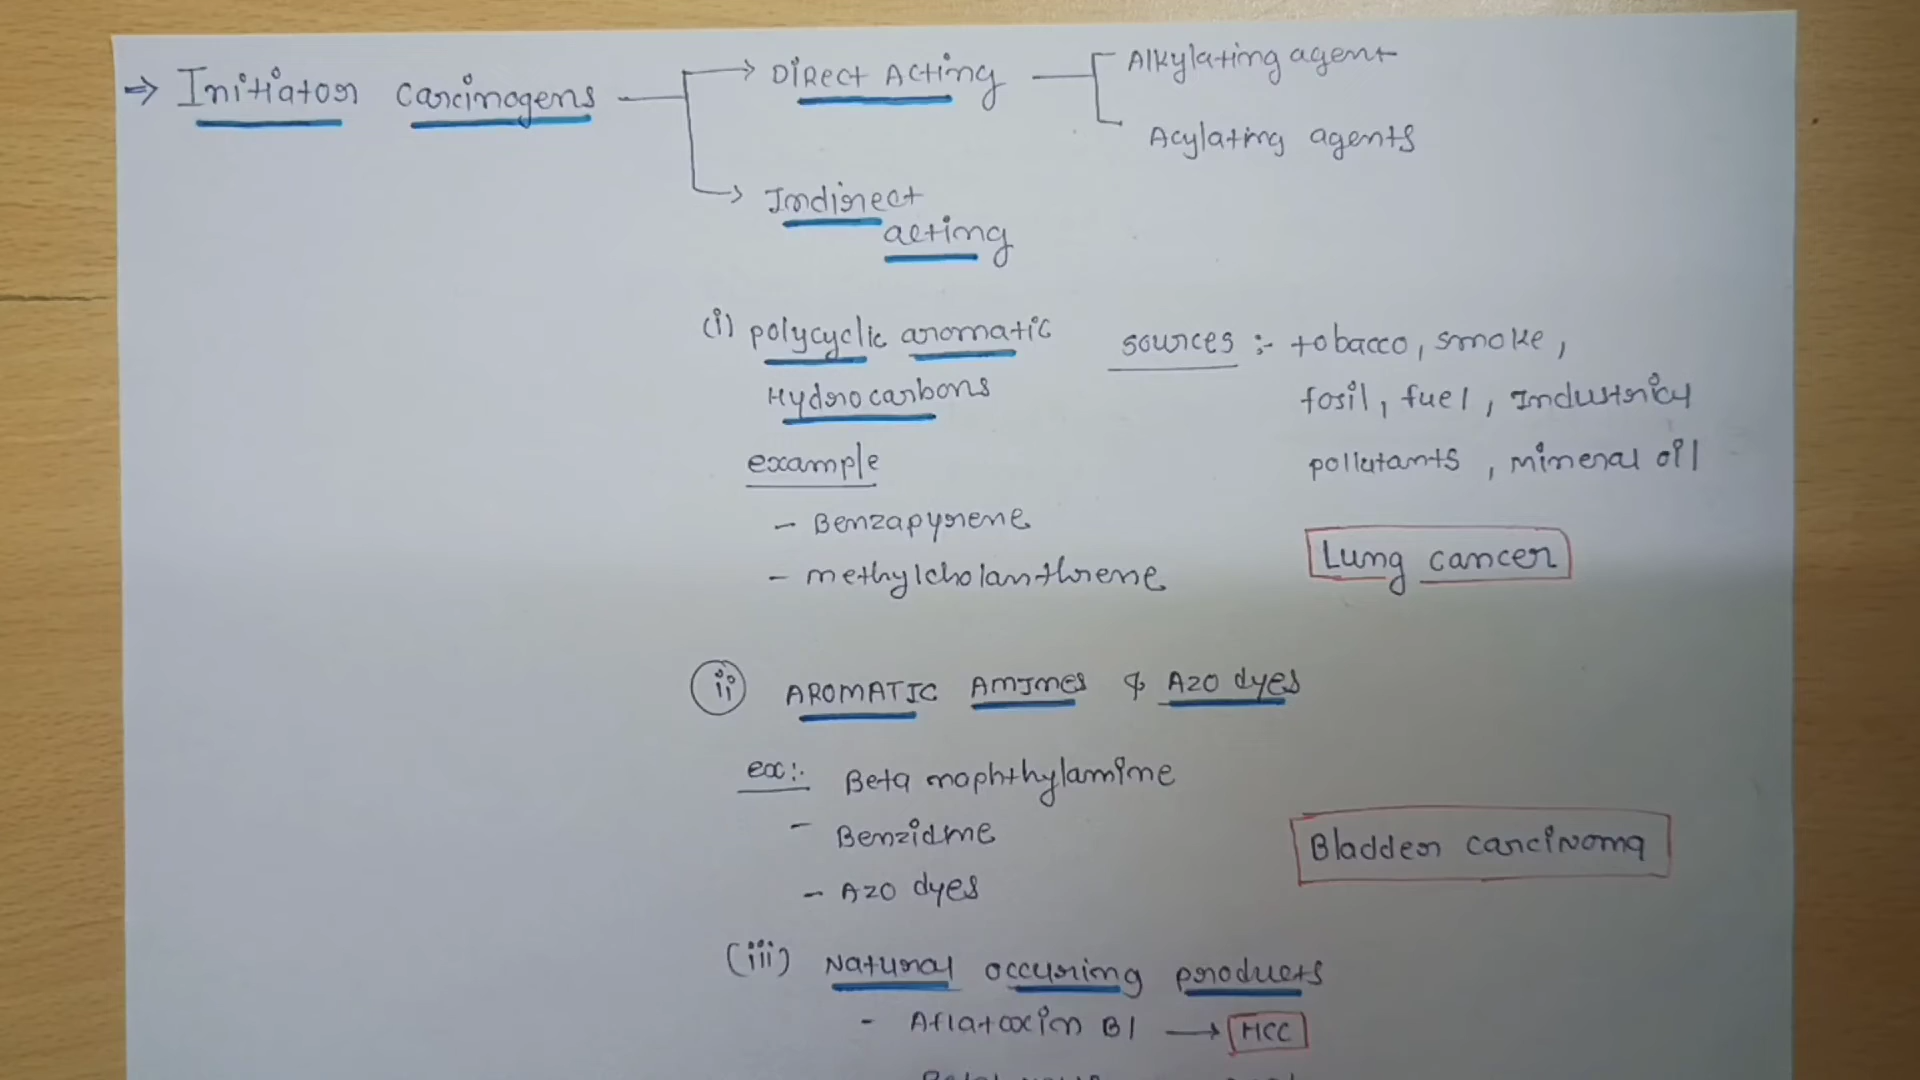 ⇒ Initiator carcinogens
→ Direct Acting
Alkylating agent
Acylating agents
→ Indirect
acting
(i) polycyclic aromatic
Hydrocarbons
sources :- tobacco, smoke,
fosil, fuel, Industricy
pollutants, mineral oil
example
- Benzapyrene
- methylcholanthrene
Lung cancer
(ii) AROMATIC AMINES & Azo dyes
ex:. Beta naphthylamine
- Benzidine
- Azo dyes
Bladder carcinoma
(iii) Natural occuring products
- Aflatoxin B1 → HCC